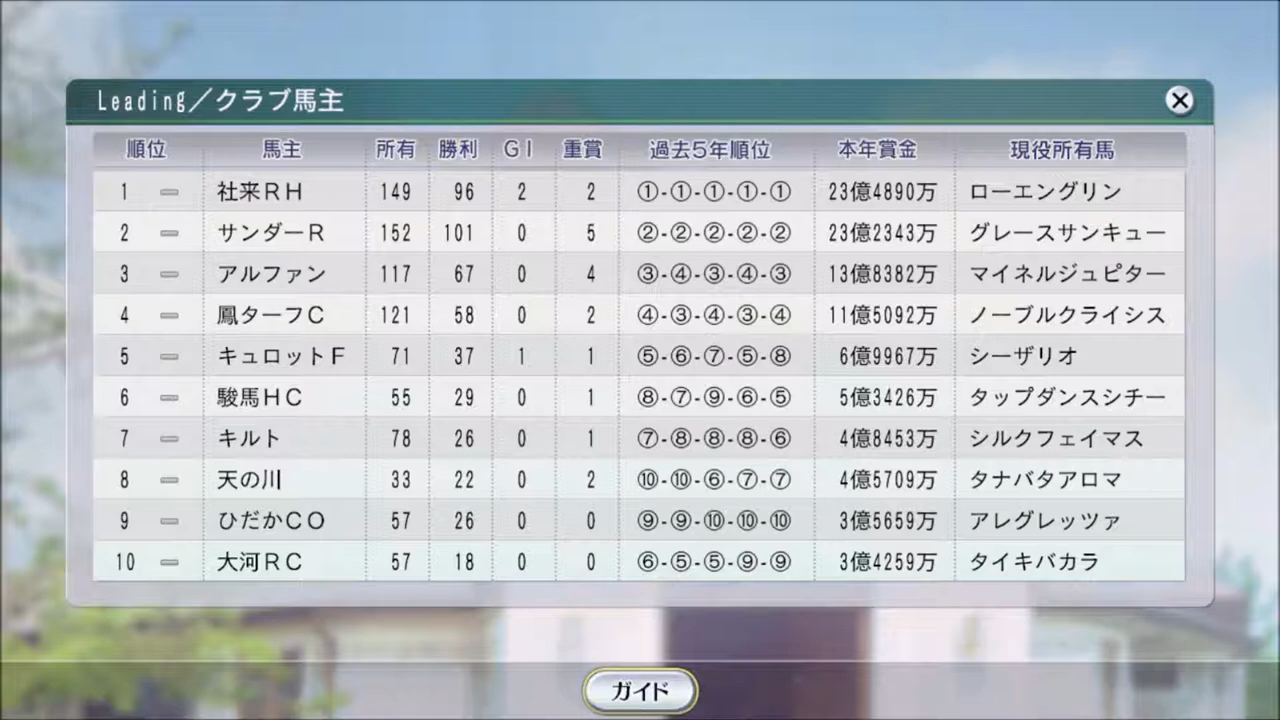 Leading／クラブ馬主
順位 馬主 所有 勝利 GⅠ 重賞 過去5年順位 本年賞金 現役所有馬
1 社来RH 149 96 2 2 ①-①-①-①-① 23億4890万 ローエングリン
2 サンダーR 152 101 0 5 ②-②-②-②-② 23億2343万 グレースサンキュー
3 アルファン 117 67 0 4 ③-④-③-④-③ 13億8382万 マイネルジュピター
4 鳳ターフC 121 58 0 2 ④-③-④-③-④ 11億5092万 ノーブルクライシス
5 キュロットF 71 37 1 1 ⑤-⑥-⑦-⑤-⑧ 6億9967万 シーザリオ
6 駿馬HC 55 29 0 1 ⑧-⑦-⑨-⑥-⑤ 5億3426万 タップダンスシチー
7 キルト 78 26 0 1 ⑦-⑧-⑧-⑧-⑥ 4億8453万 シルクフェイマス
8 天の川 33 22 0 2 ⑩-⑩-⑥-⑦-⑦ 4億5709万 タナバタアロマ
9 ひだかCO 57 26 0 0 ⑨-⑨-⑩-⑩-⑩ 3億5659万 アレグレッツァ
10 大河RC 57 18 0 0 ⑥-⑤-⑤-⑨-⑨ 3億4259万 タイキバカラ
ガイド